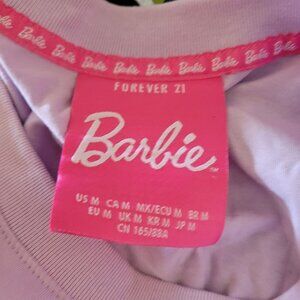 Barbie Barbie Barbie Barbie Barbie Barbie Barbie Barbie
FOREVER 21
Barbie™
US M CA M MX/ECU M BR M
EU M UK M KR M JP M
CN 165/88A